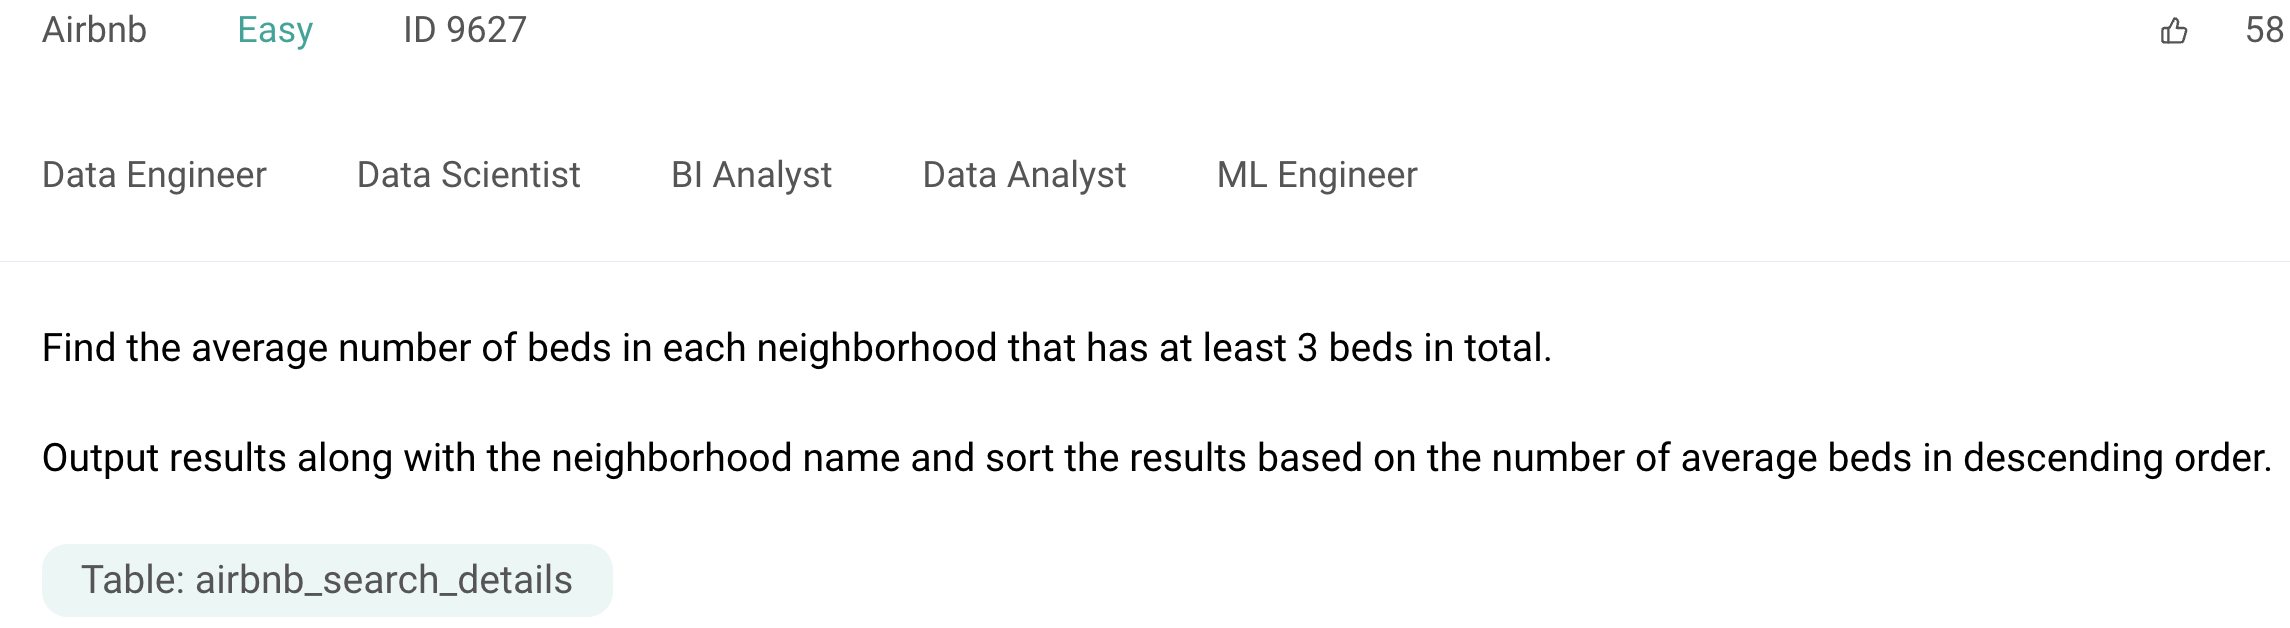 Airbnb Easy ID 9627 58
Data Engineer Data Scientist BI Analyst Data Analyst ML Engineer
Find the average number of beds in each neighborhood that has at least 3 beds in total.
Output results along with the neighborhood name and sort the results based on the number of average beds in descending order.
Table: airbnb_search_details